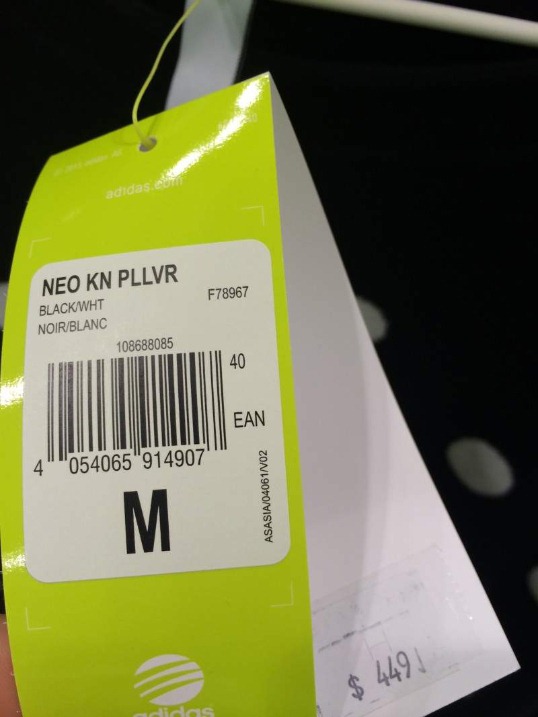 adidas.com
NEO KN PLLVR
BLACK/WHT
F78967
NOIR/BLANC
108688085
40
EAN
4 054065 914907
M
ASASIA/04061/V02
adidas
$ 449